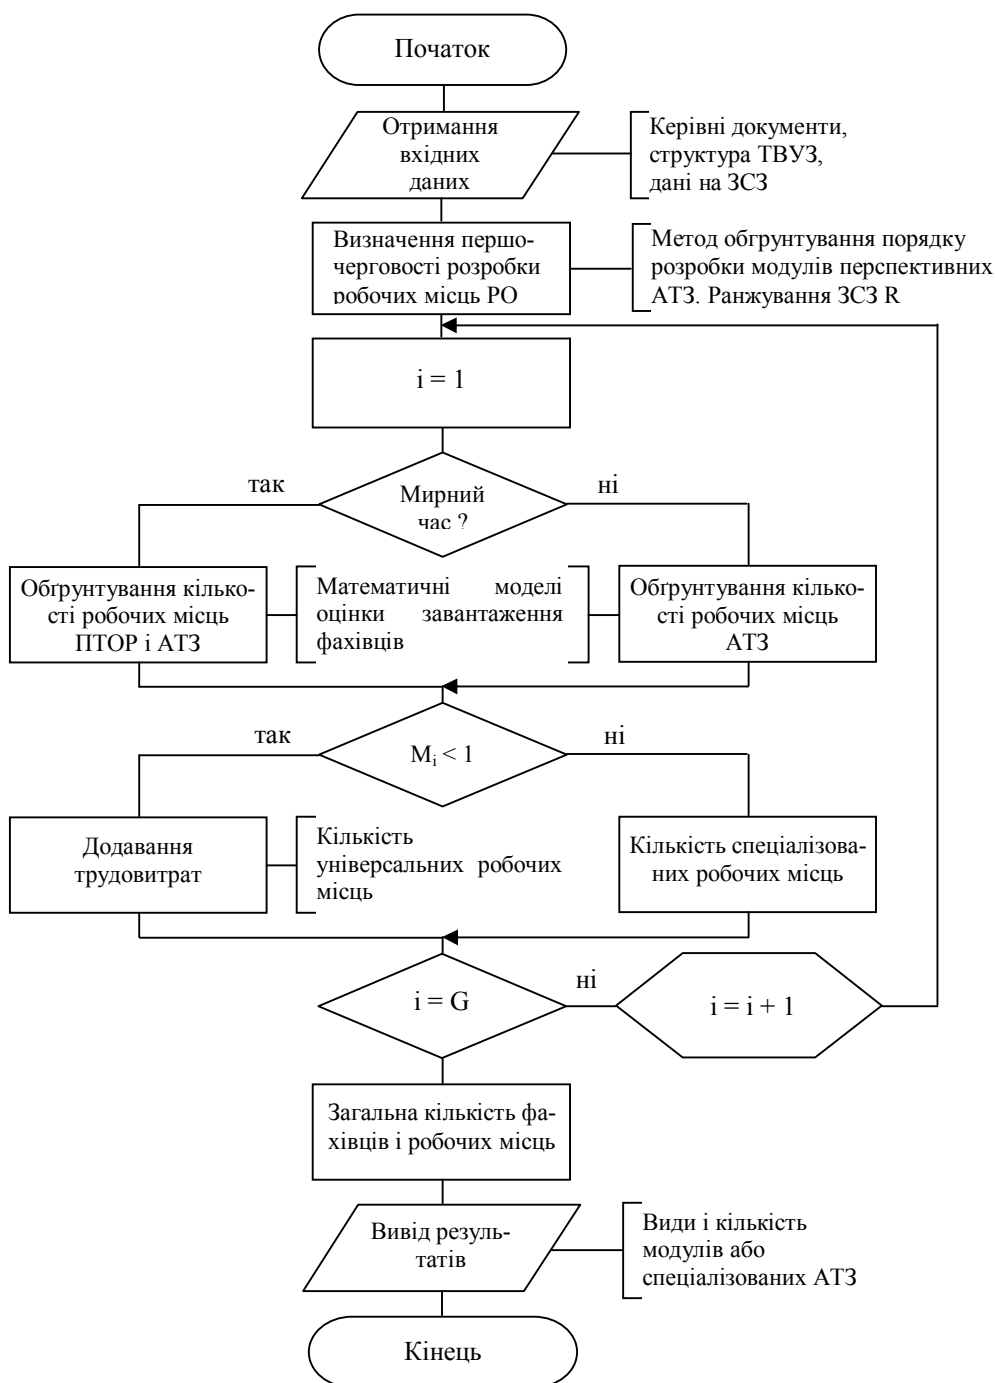 Початок
Отримання
вхідних
даних
Керівні документи,
структура ТВУЗ,
дані на ЗСЗ
Визначення першо-
черговості розробки
робочих місць РО
Метод обгрунтування порядку
розробки модулів перспективних
АТЗ. Ранжування ЗСЗ R
i = 1
так
Мирний
час ?
ні
Обґрунтування кілько-
сті робочих місць
ПТОР і АТЗ
Математичні моделі
оцінки завантаження
фахівців
Обґрунтування кілько-
сті робочих місць
АТЗ
так
Mi < 1
ні
Додавання
трудовитрат
Кількість
універсальних робочих
місць
Кількість спеціалізова-
них робочих місць
i = G
ні
i = i + 1
Загальна кількість фа-
хівців і робочих місць
Вивід резуль-
татів
Види і кількість
модулів або
спеціалізованих АТЗ
Кінець